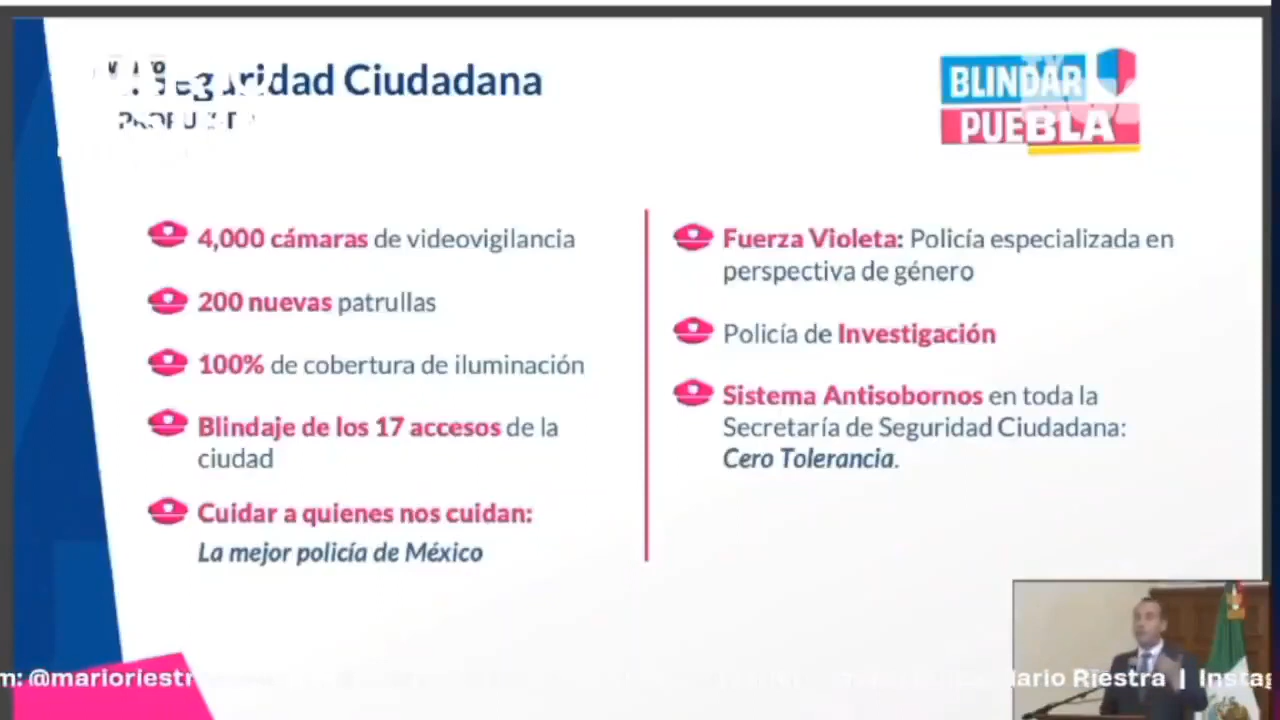 Seguridad Ciudadana
PROPUESTA
BLINDAR
PUEBLA
4,000 cámaras de videovigilancia
200 nuevas patrullas
100% de cobertura de iluminación
Blindaje de los 17 accesos de la
ciudad
Cuidar a quienes nos cuidan:
La mejor policía de México
Fuerza Violeta: Policía especializada en
perspectiva de género
Policía de Investigación
Sistema Antisobornos en toda la
Secretaría de Seguridad Ciudadana:
Cero Tolerancia.
m: @marioriestr
ario Riestra | Instag